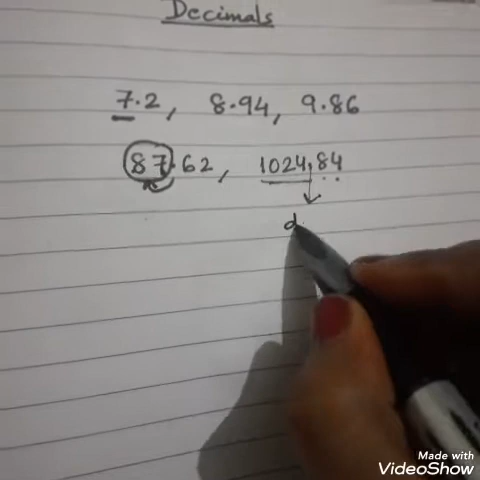 Decimals
7.2, 8.94, 9.86
87.62, 1024.84
d
Made with
VideoShow